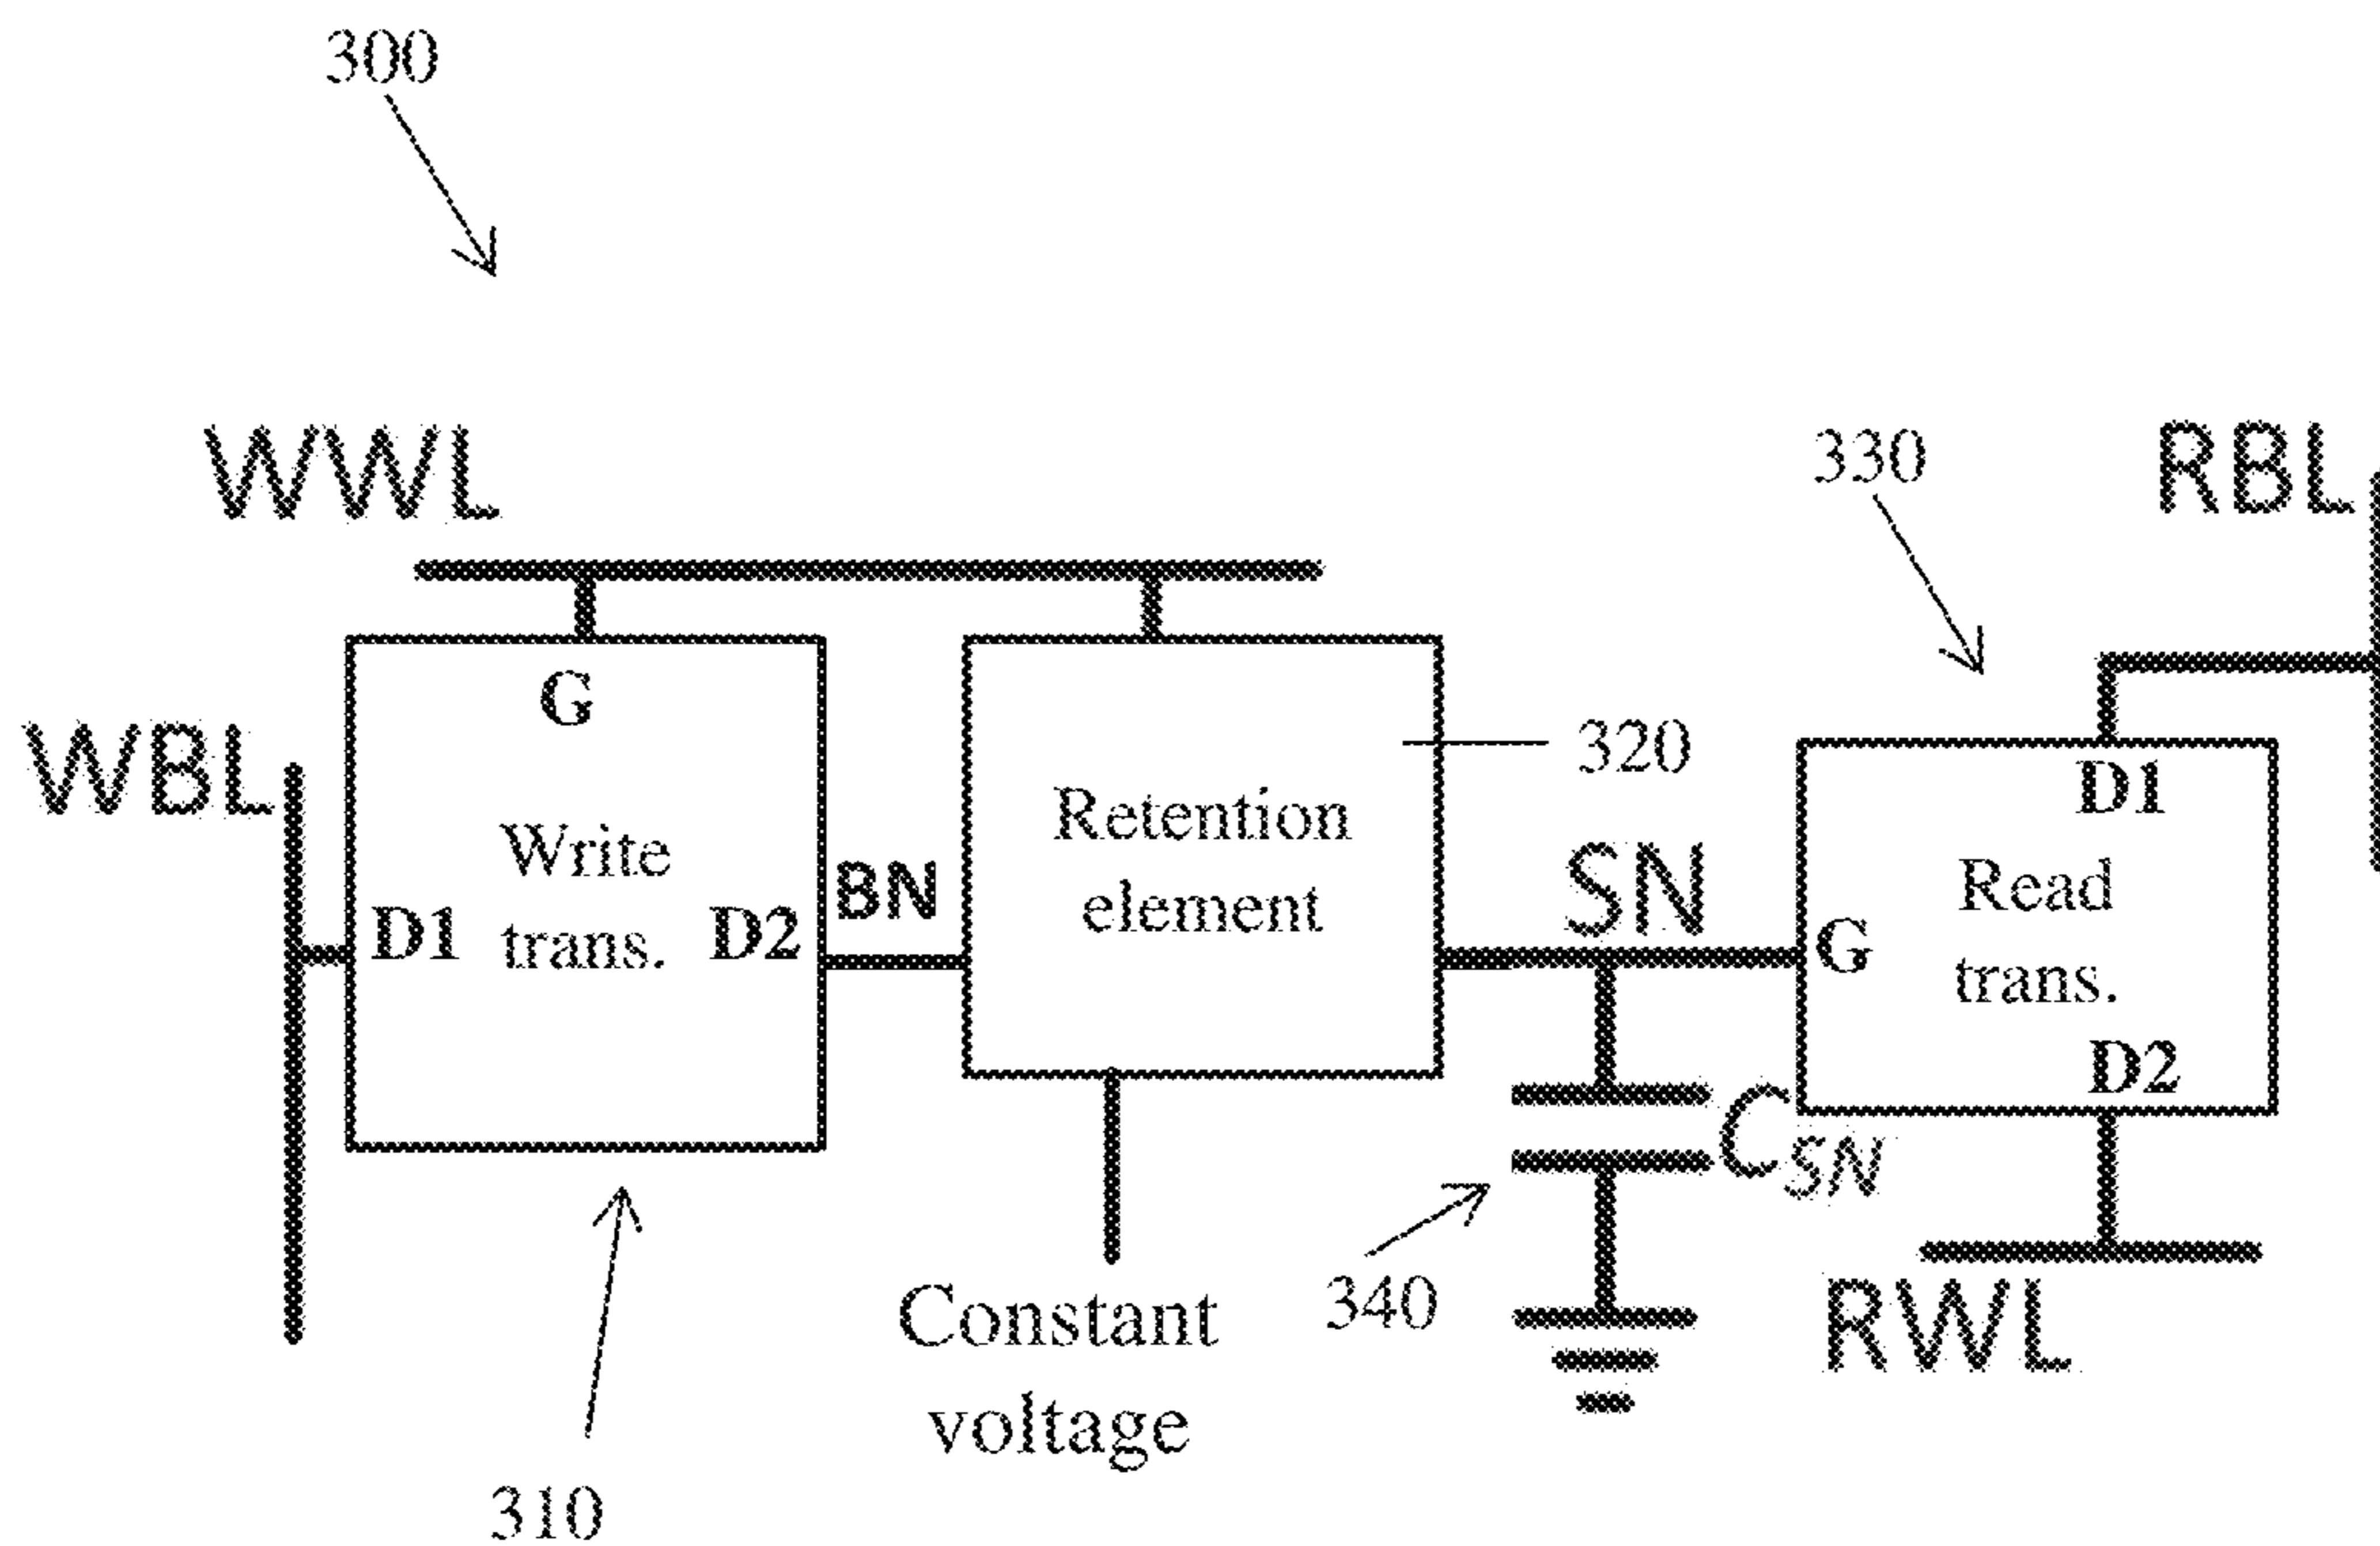 300
WWL
330
RBL
G
WBL
320
D1
Retention
element
Write
trans.
D1
D2
BN
SN
Read
trans.
G
D2
C_SN
Constant
voltage
340
RWL
310